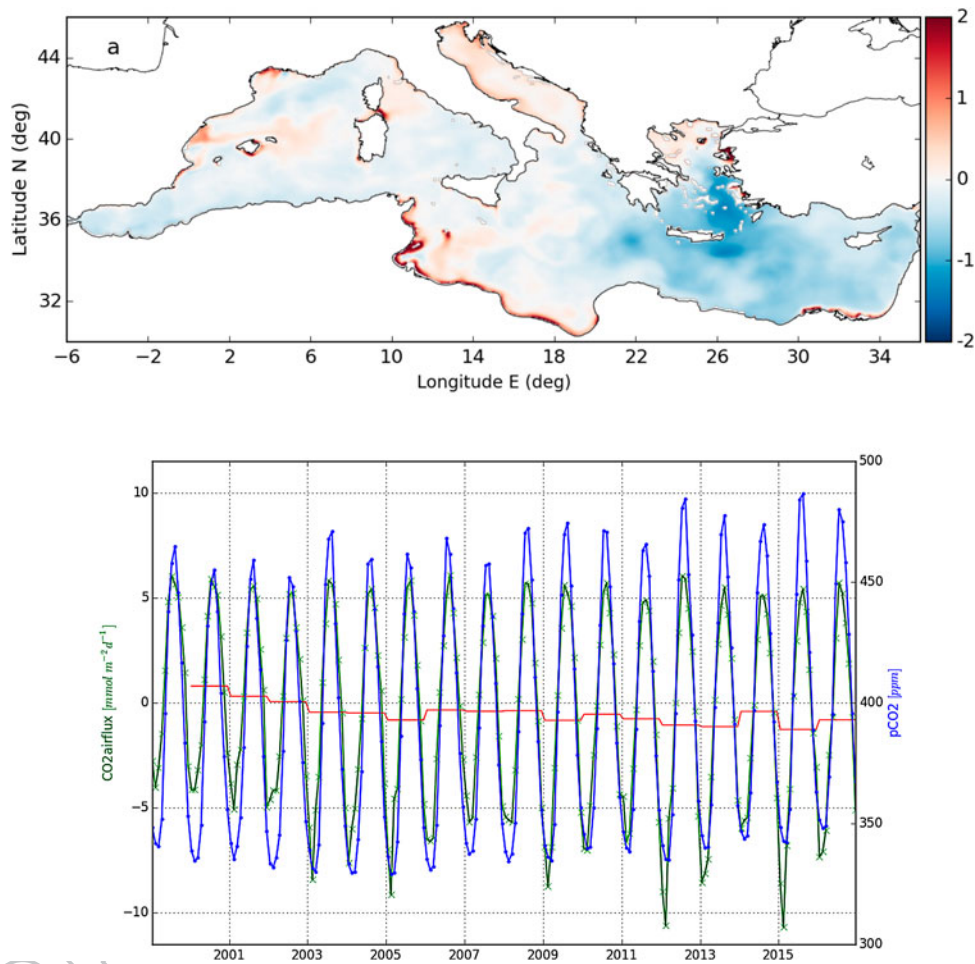 a
44
40
36
32
Latitude N (deg)
−6 −2 2 6 10 14 18 22 26 30 34
Longitude E (deg)
2
1
0
-1
-2
10
5
0
−5
−10
CO2airflux [mmol m⁻²d⁻¹]
500
450
400
350
300
pCO2 [ppm]
2001 2003 2005 2007 2009 2011 2013 2015